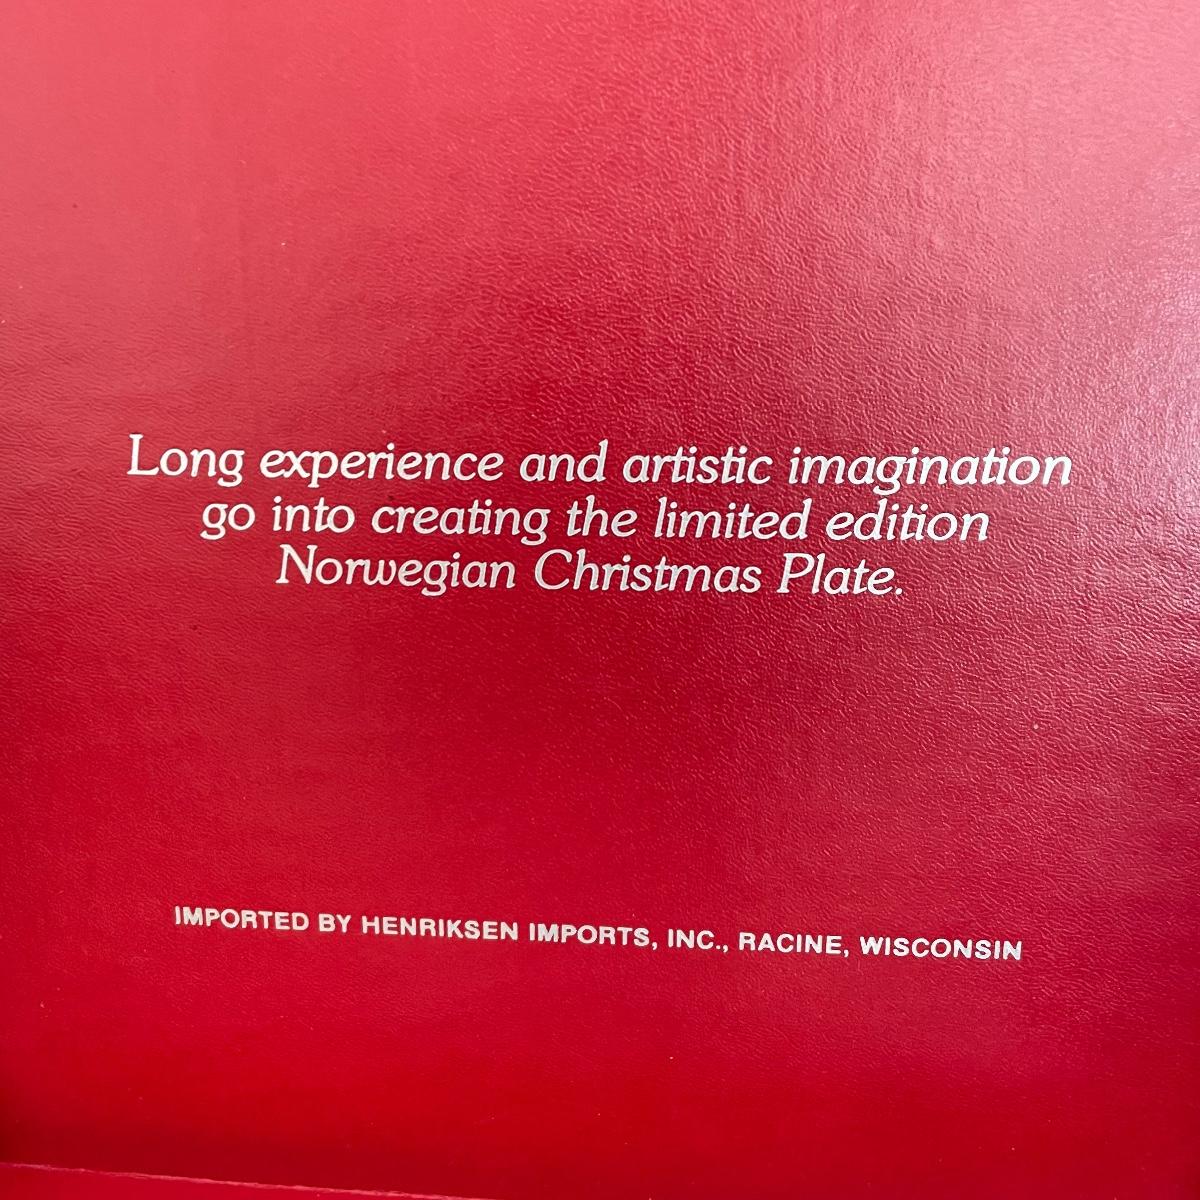 Long experience and artistic imagination
go into creating the limited edition
Norwegian Christmas Plate.
IMPORTED BY HENRIKSEN IMPORTS, INC., RACINE, WISCONSIN